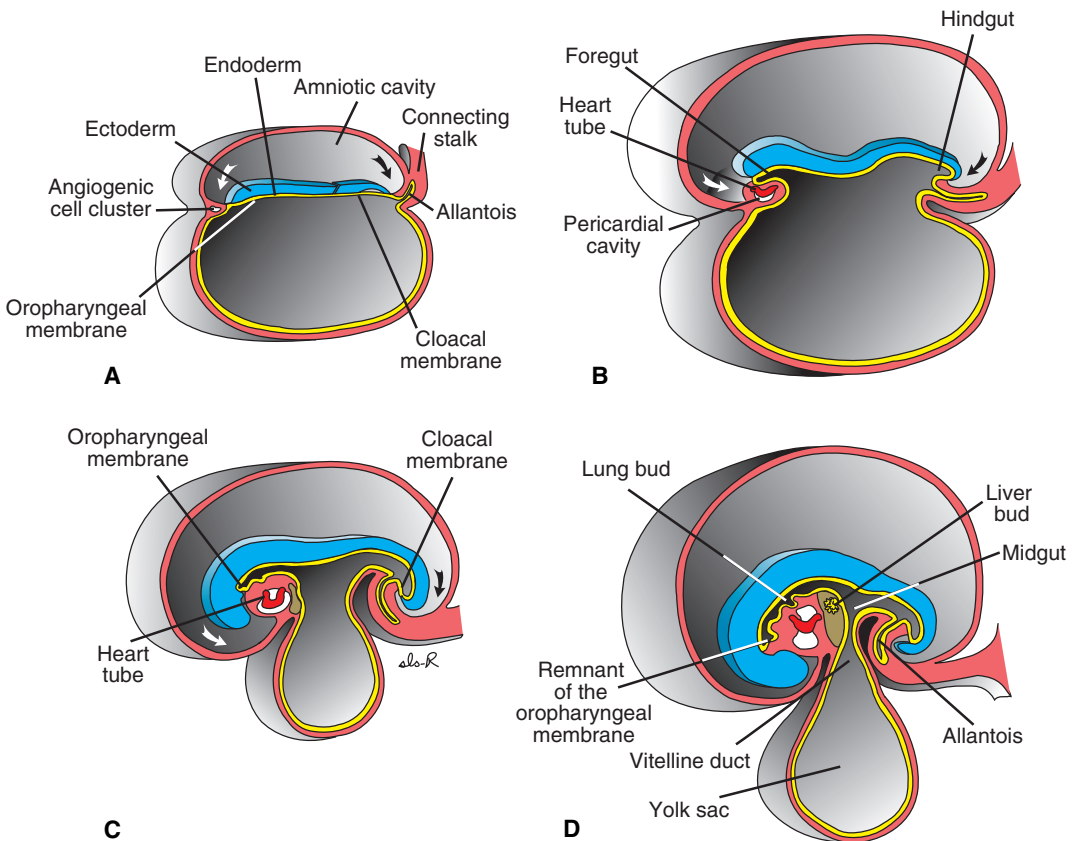 Endoderm
Amniotic cavity
Ectoderm
Connecting
stalk
Angiogenic
cell cluster
Allantois
Oropharyngeal
membrane
Cloacal
membrane
A
Hindgut
Foregut
Heart
tube
Pericardial
cavity
B
Oropharyngeal
membrane
Cloacal
membrane
Heart
tube
sls-R
C
Lung bud
Liver
bud
Midgut
Remnant of the
oropharyngeal
membrane
Vitelline duct
Allantois
Yolk sac
D